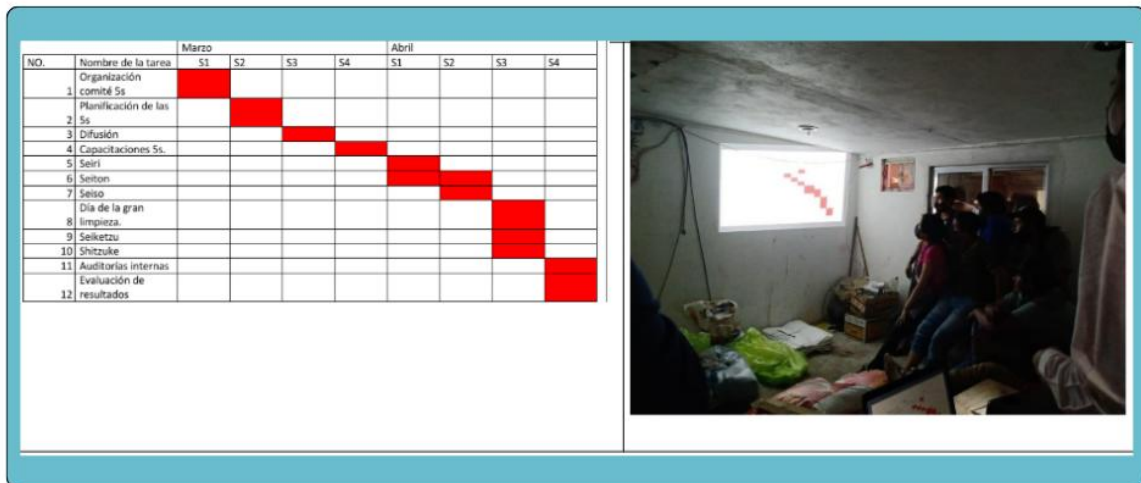 Marzo Abril
NO. Nombre de la tarea S1 S2 S3 S4 S1 S2 S3 S4
Organización
1 comité 5s
Planificación de las
2 5s
3 Difusión
4 Capacitaciones 5s.
5 Seiri
6 Seiton
7 Seiso
Día de la gran
8 limpieza.
9 Seiketzu
10 Shitzuke
11 Auditorías internas
Evaluación de
12 resultados